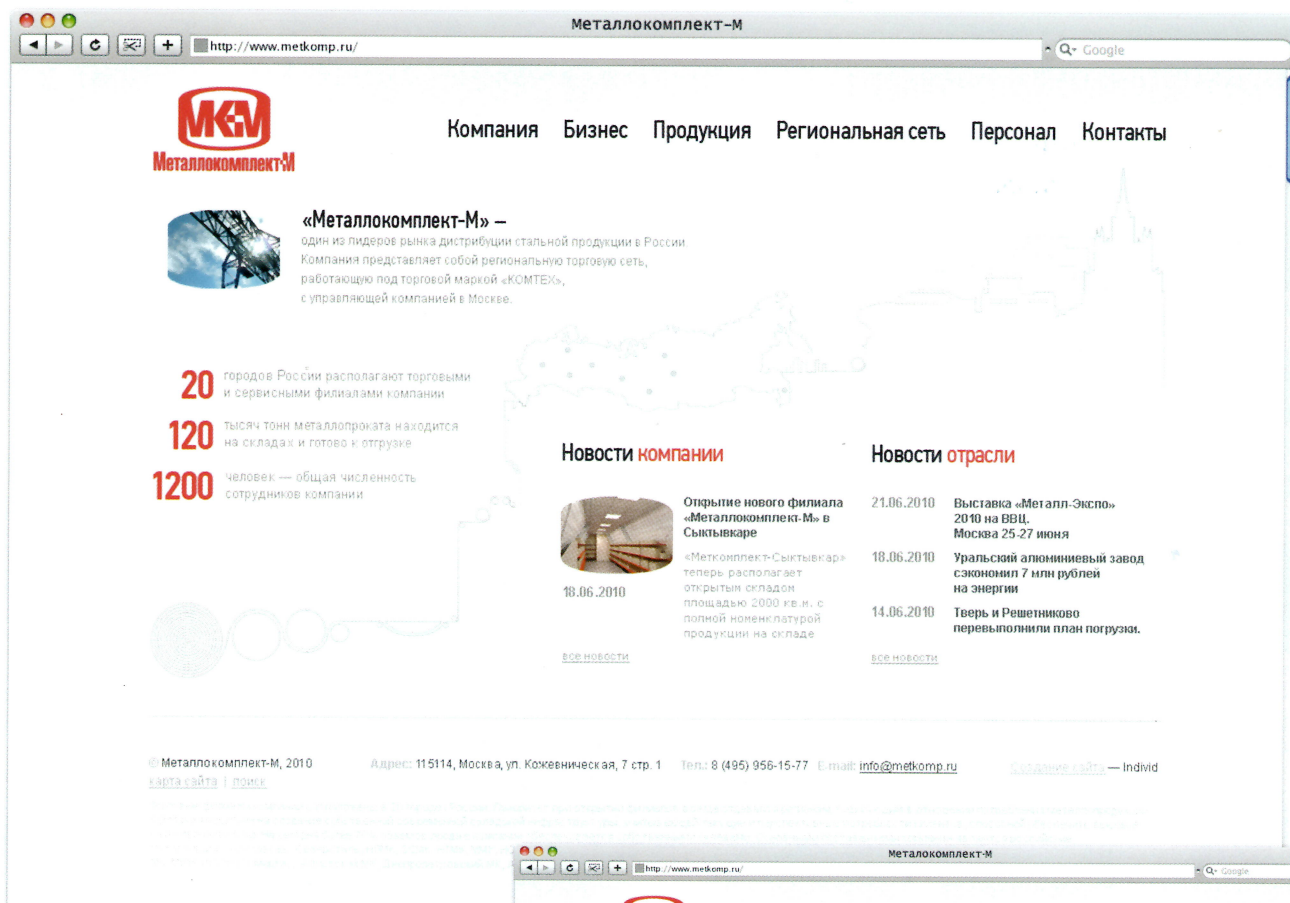 Металлокомплект-М
http://www.metkomp.ru/
Google
МКМ
Металлокомплект-М
Компания Бизнес Продукция Региональная сеть Персонал Контакты
«Металлокомплект-М» –
один из лидеров рынка дистрибуции стальной продукции в России.
Компания представляет собой региональную торговую сеть,
работающую под торговой маркой «КОМТЕХ»,
с управляющей компанией в Москве.
20 городов России располагают торговыми
и сервисными филиалами компании
120 тысяч тонн металлопроката находится
на складах и готово к отгрузке
1200 человек — общая численность
сотрудников компании
Новости компании
Открытие нового филиала
«Металлокомплект-М» в
Сыктывкаре
«Меткомплект-Сыктывкар»
теперь располагает
открытым складом
площадью 2000 кв.м. с
полной номенклатурой
продукции на складе
18.06.2010
все новости
Новости отрасли
21.06.2010 Выставка «Металл-Экспо»
2010 на ВВЦ.
Москва 25-27 июня
18.06.2010 Уральский алюминиевый завод
сэкономил 7 млн рублей
на энергии
14.06.2010 Тверь и Решетниково
перевыполнили план погрузки.
все новости
© Металлокомплект-М, 2010 Адрес: 115114, Москва, ул. Кожевническая, 7 стр. 1 Тел.: 8 (495) 956-15-77 E-mail: info@metkomp.ru Создание сайта — Individ
карта сайта | поиск
Металокомплект-М
http://www.metkomp.ru/
Google